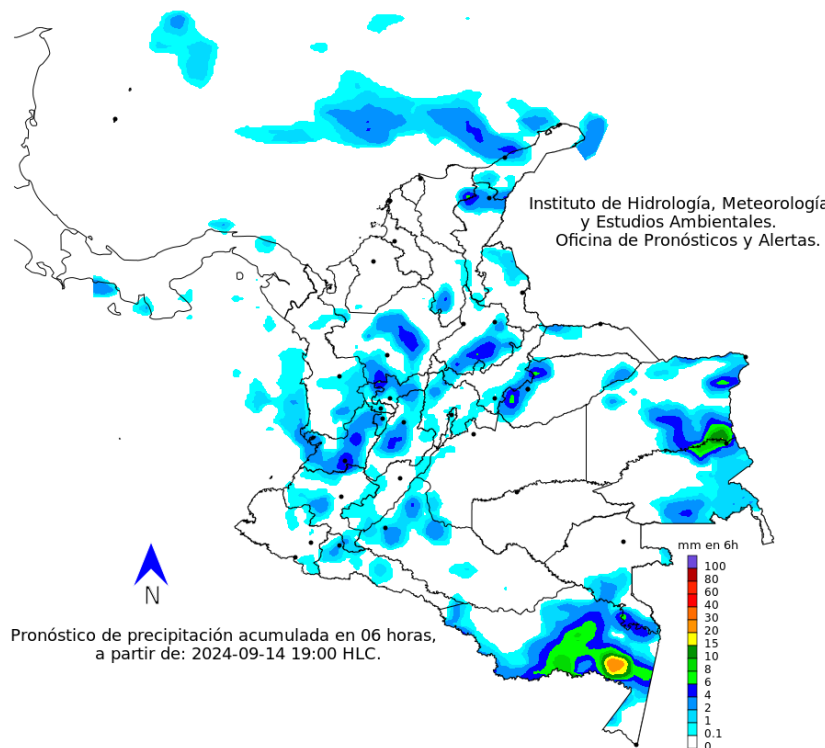 Instituto de Hidrología, Meteorología
y Estudios Ambientales.
Oficina de Pronósticos y Alertas.
mm en 6h
100
80
60
40
30
20
15
10
8
6
4
2
1
0.1
0
N
Pronóstico de precipitación acumulada en 06 horas,
a partir de: 2024-09-14 19:00 HLC.